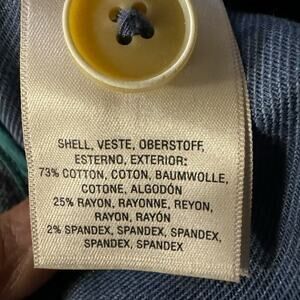 SHELL, VESTE, OBERSTOFF,
ESTERNO, EXTERIOR:
73% COTTON, COTON, BAUMWOLLE,
COTONE, ALGODÓN
25% RAYON, RAYONNE, REYON,
RAYON, RAYÓN
2% SPANDEX, SPANDEX, SPANDEX,
SPANDEX, SPANDEX